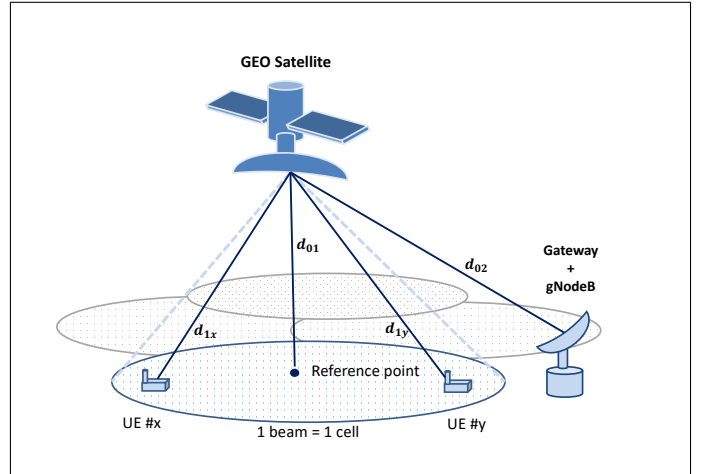 GEO Satellite
d01
d02
Gateway
+
gNodeB
d1x
d1y
Reference point
UE #x
UE #y
1 beam = 1 cell